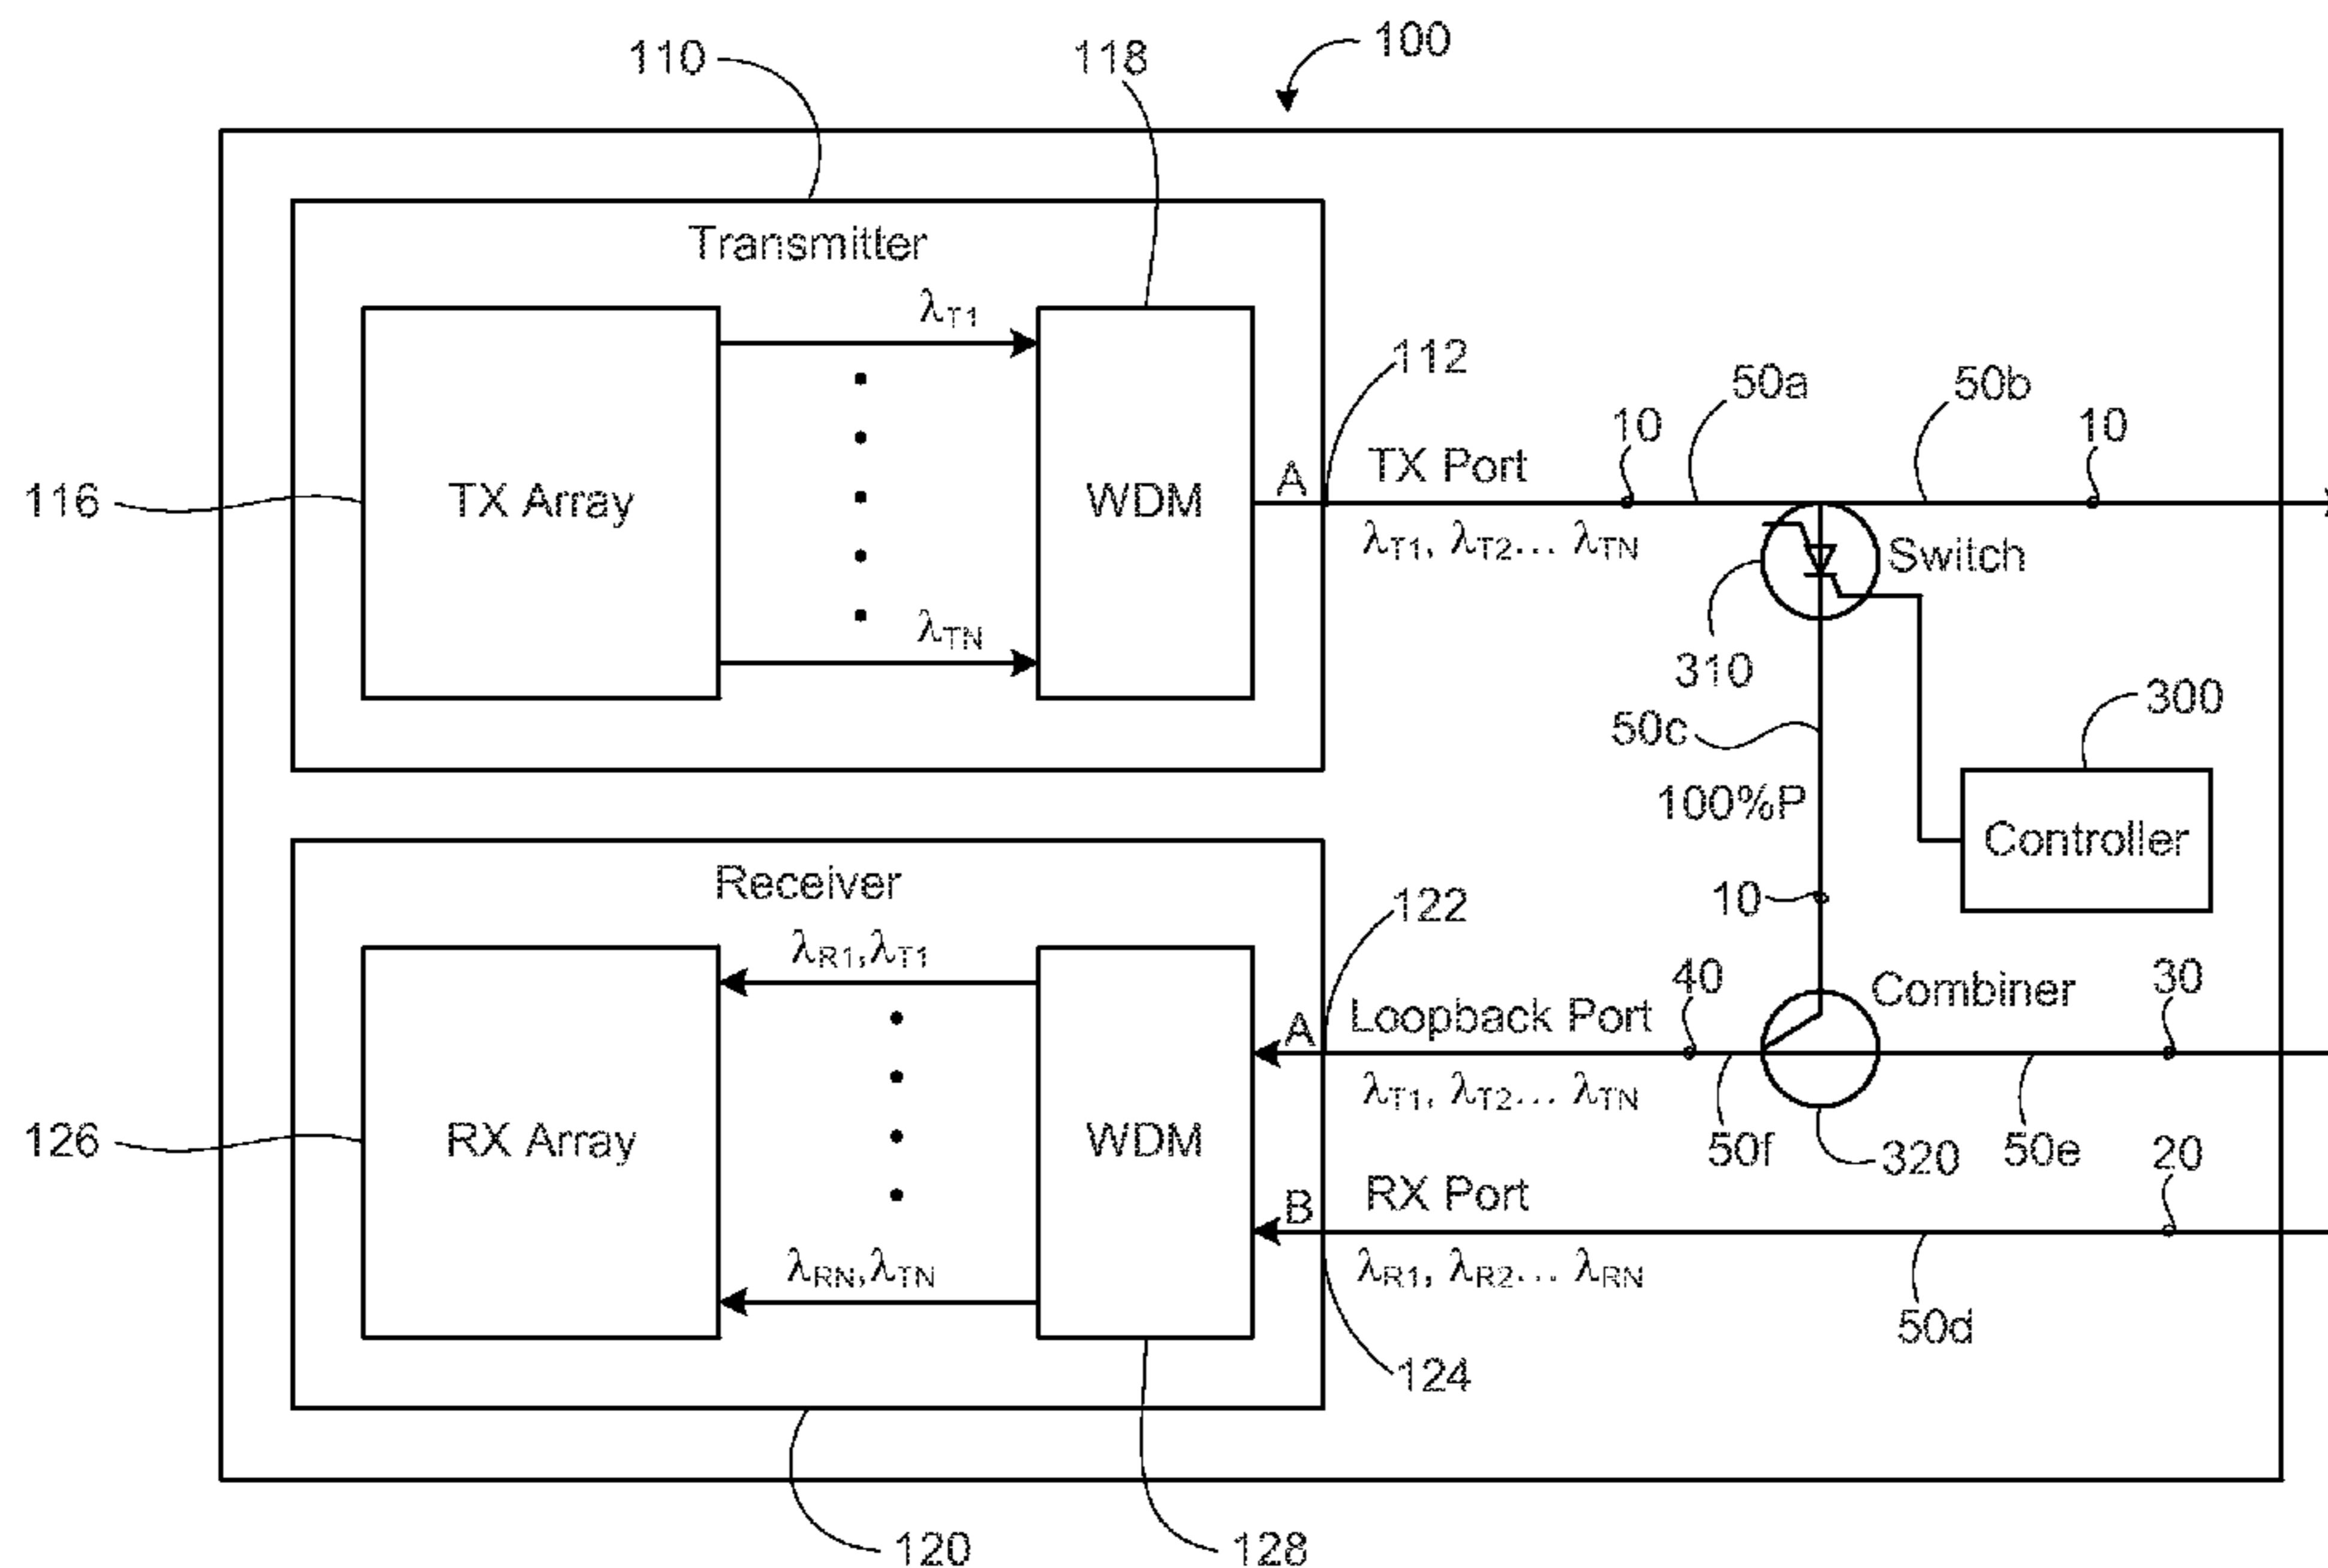 100
110
118
Transmitter
λT1
112
50a
50b
10
10
TX Port
116
TX Array
WDM
A
λT1, λT2... λTN
Switch
λTN
310
300
50c
100%P
Controller
Receiver
10
122
λR1,λT1
40
Combiner
30
A
Loopback Port
λT1, λT2... λTN
126
RX Array
WDM
50f
320
50e
20
RX Port
B
λRN,λTN
λR1, λR2... λRN
50d
124
120
128